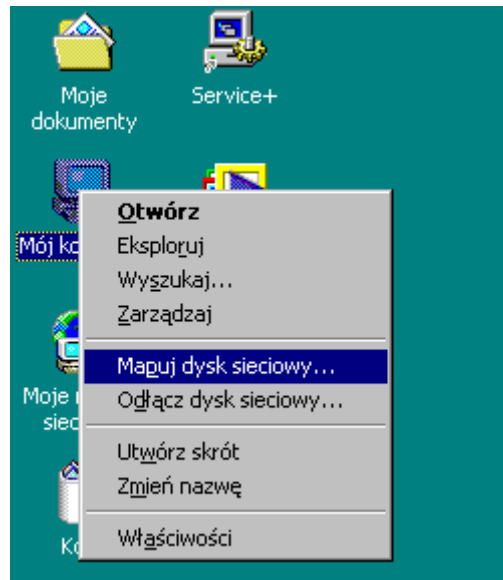 Moje
dokumenty
Service+
Mój
Otwórz
Eksploruj
Wyszukaj...
Zarządzaj
Mapuj dysk sieciowy...
Odłącz dysk sieciowy...
Utwórz skrót
Zmień nazwę
Właściwości
Moje